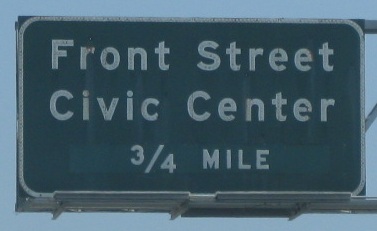 Front Street
Civic Center
3/4 MILE